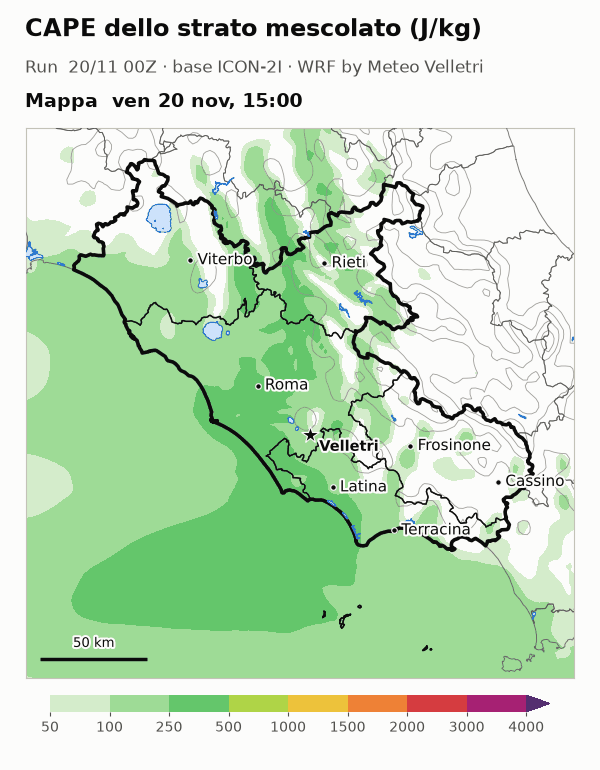 CAPE dello strato mescolato (J/kg)
Run  20/11 00Z · base ICON-2I · WRF by Meteo Velletri
Mappa  ven 20 nov, 15:00
Viterbo
Rieti
Roma
Velletri
Frosinone
Latina
Cassino
Terracina
50 km
50 100 250 500 1000 1500 2000 3000 4000